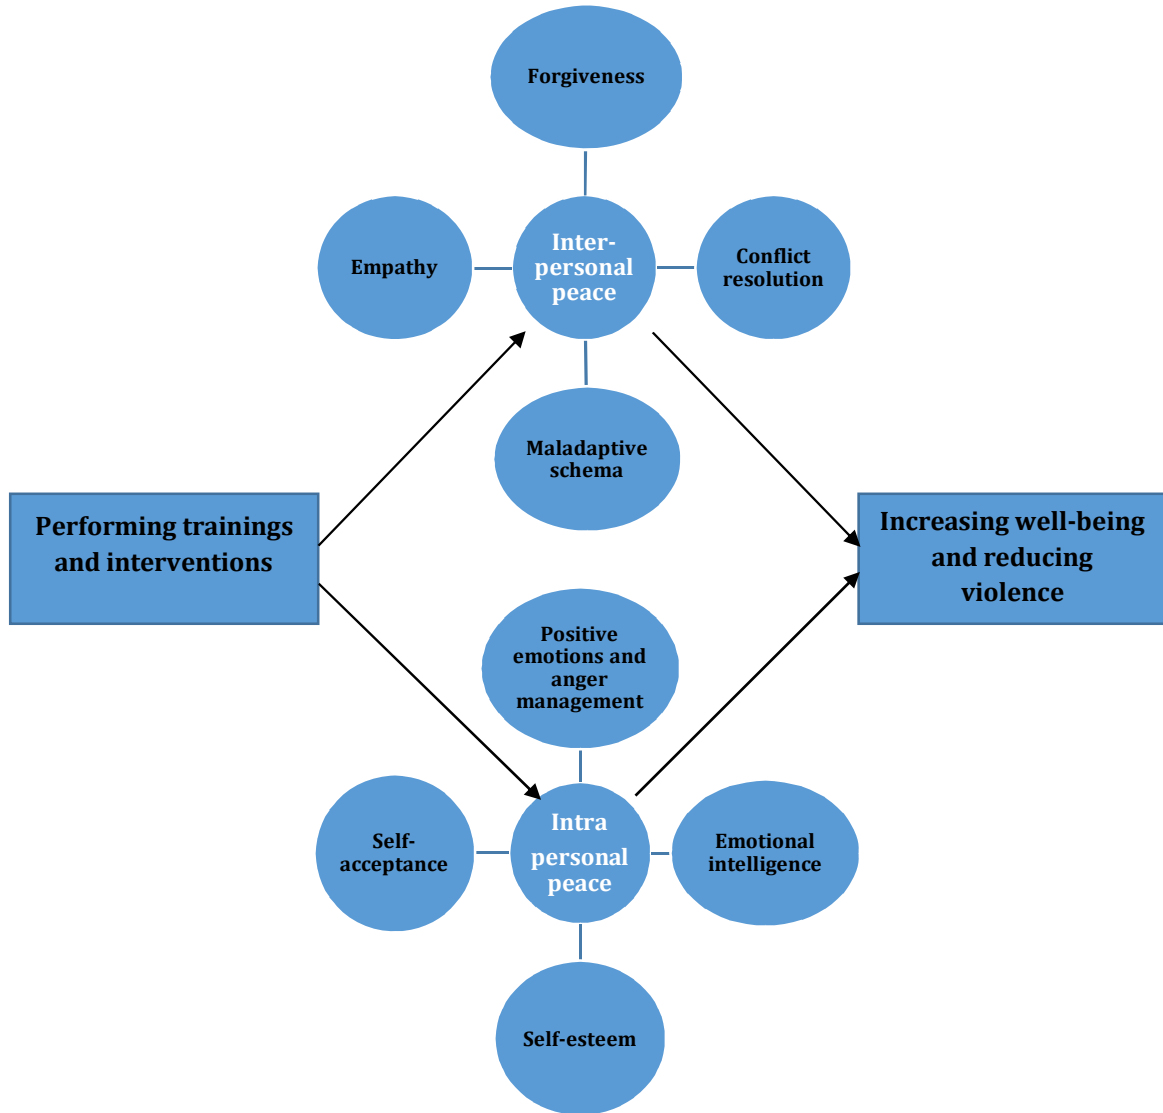 Forgiveness
Empathy
Inter-
personal
peace
Conflict
resolution
Maladaptive
schema
Performing trainings
and interventions
Increasing well-being
and reducing
violence
Positive
emotions and
anger
management
Self-
acceptance
Intra
personal
peace
Emotional
intelligence
Self-esteem